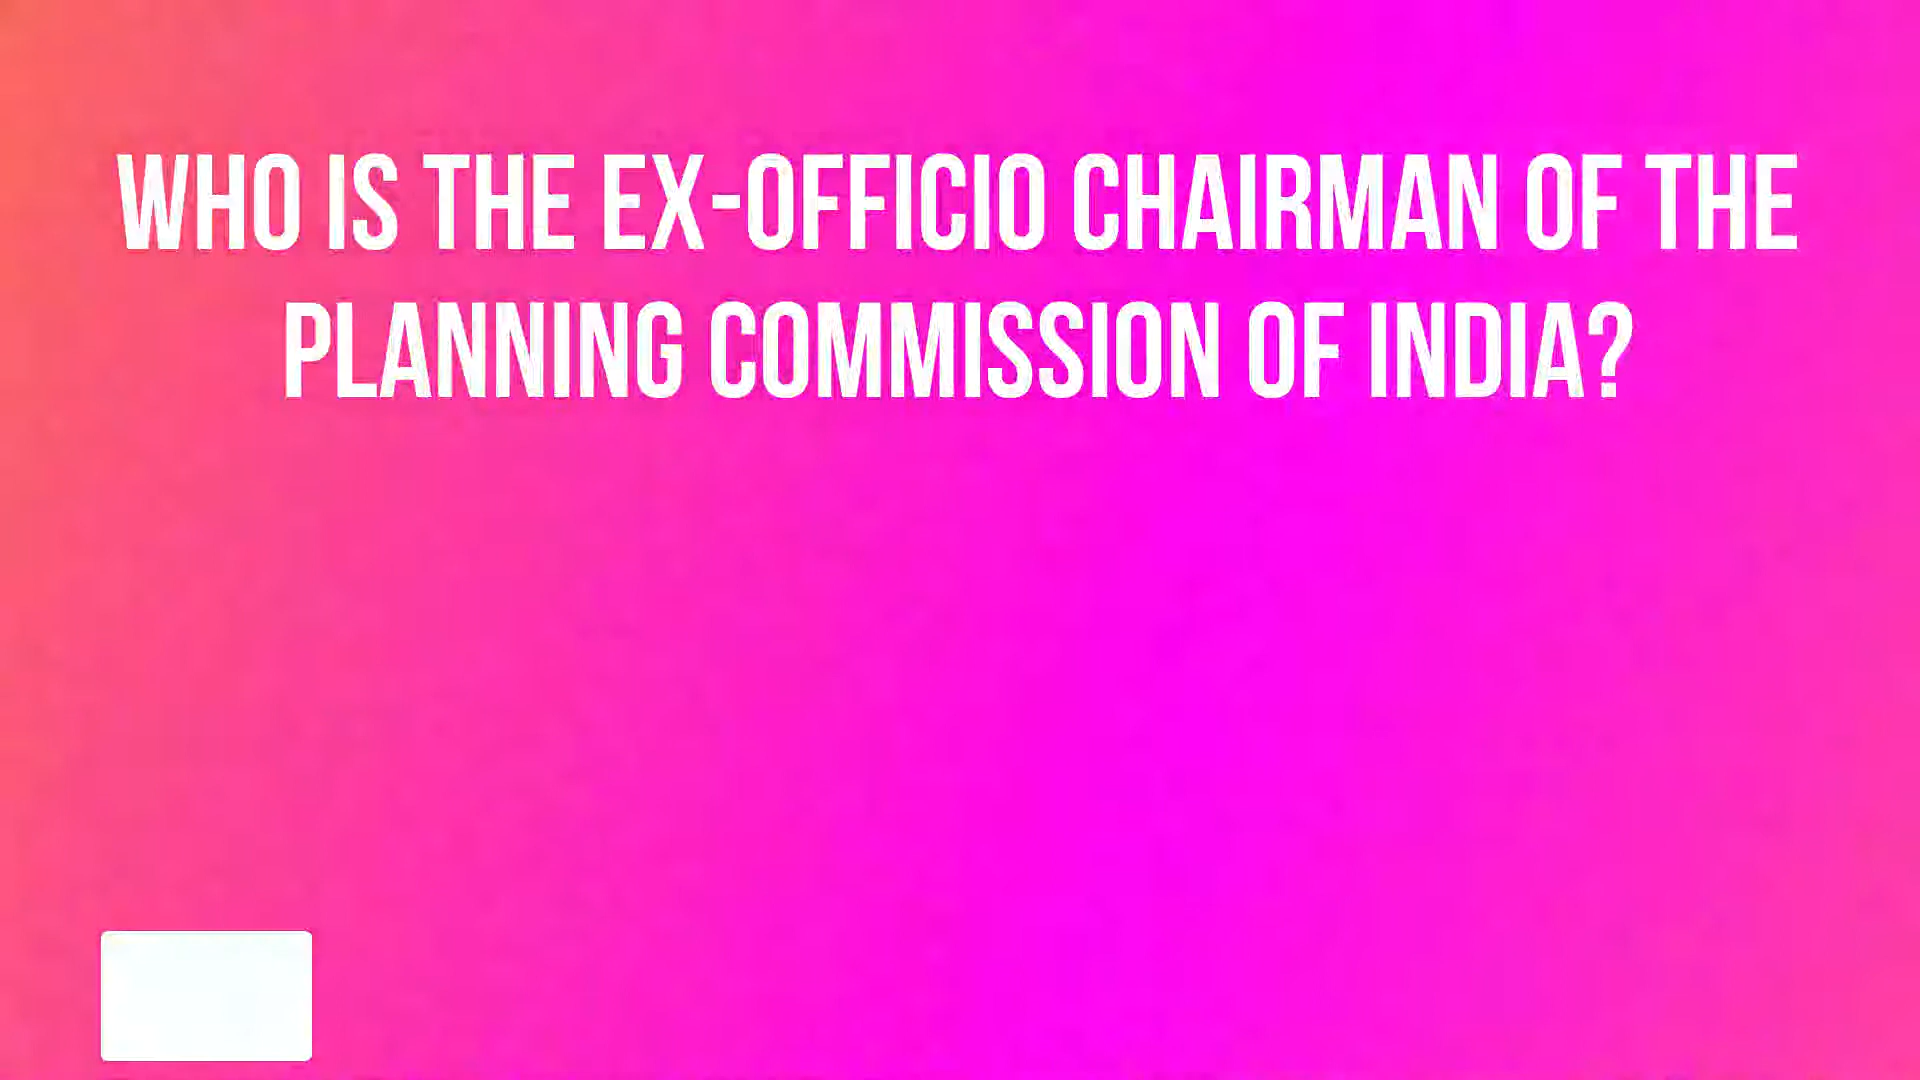 WHO IS THE EX-OFFICIO CHAIRMAN OF THE
PLANNING COMMISSION OF INDIA?